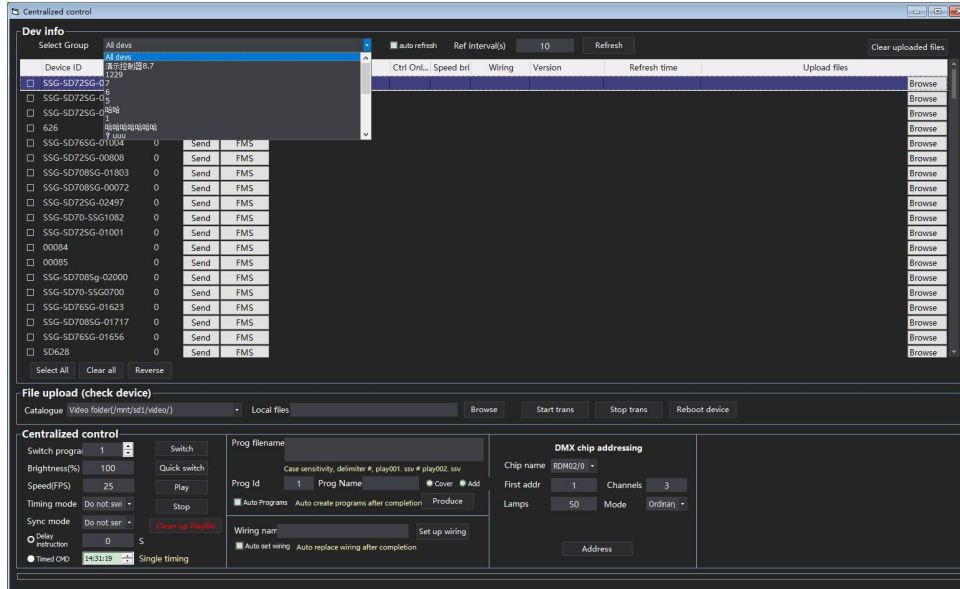 Centralized control
Dev info
Select Group All devs auto refresh Ref interval(s) 10 Refresh Clear uploaded files
All devs
演示控制器8.7
1229
7
6
5
哈哈
1
哈哈哈哈哈哈哈
? uuu
Device ID Ctrl Onl... Speed bri Wiring Version Refresh time Upload files
SSG-SD72SG-0 Browse
SSG-SD72SG-0 Browse
SSG-SD72SG-0 Browse
626 Browse
SSG-SD76SG-01004 0 Send FMS Browse
SSG-SD72SG-00808 0 Send FMS Browse
SSG-SD708SG-01803 0 Send FMS Browse
SSG-SD708SG-00072 0 Send FMS Browse
SSG-SD72SG-02497 0 Send FMS Browse
SSG-SD70-SSG1082 0 Send FMS Browse
SSG-SD72SG-01001 0 Send FMS Browse
00084 0 Send FMS Browse
00085 0 Send FMS Browse
SSG-SD708Sg-02000 0 Send FMS Browse
SSG-SD70-SSG0700 0 Send FMS Browse
SSG-SD76SG-01623 0 Send FMS Browse
SSG-SD708SG-01717 0 Send FMS Browse
SSG-SD76SG-01656 0 Send FMS Browse
SD628 0 Send FMS Browse
Select All Clear all Reverse
File upload (check device)
Catalogue Video folder(/mnt/sd1/video/) Local files Browse Start trans Stop trans Reboot device
Centralized control
Switch progra 1 Switch
Brightness(%) 100 Quick switch
Speed(FPS) 25 Play
Timing mode Do not swi Stop
Sync mode Do not ser Clean up Playfile
Delay instruction 0 S
Timed CMD 14:31:19 Single timing
Prog filename
Case sensitivity, delimiter #, play001. ssv # play002. ssv
Prog Id 1 Prog Name Cover Add
Auto Programs Auto create programs after completion Produce
Wiring nam Set up wiring
Auto set wiring Auto replace wiring after completion
DMX chip addressing
Chip name RDM02/0
First addr 1 Channels 3
Lamps 50 Mode Ordinan
Address